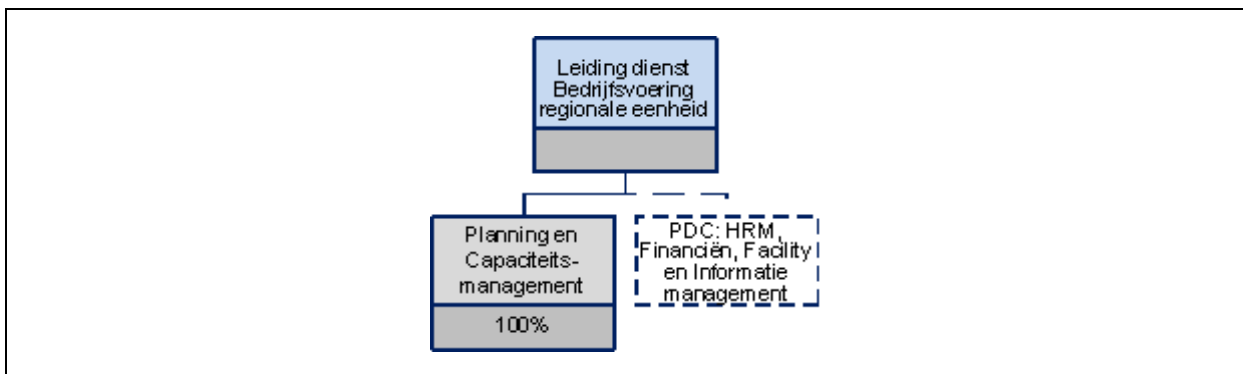 Leiding dienst
Bedrijfsvoering
regionale eenheid
Planning en
Capaciteits-
management
100%
PDC: HRM,
Financiën, Facility
en Informatie
management